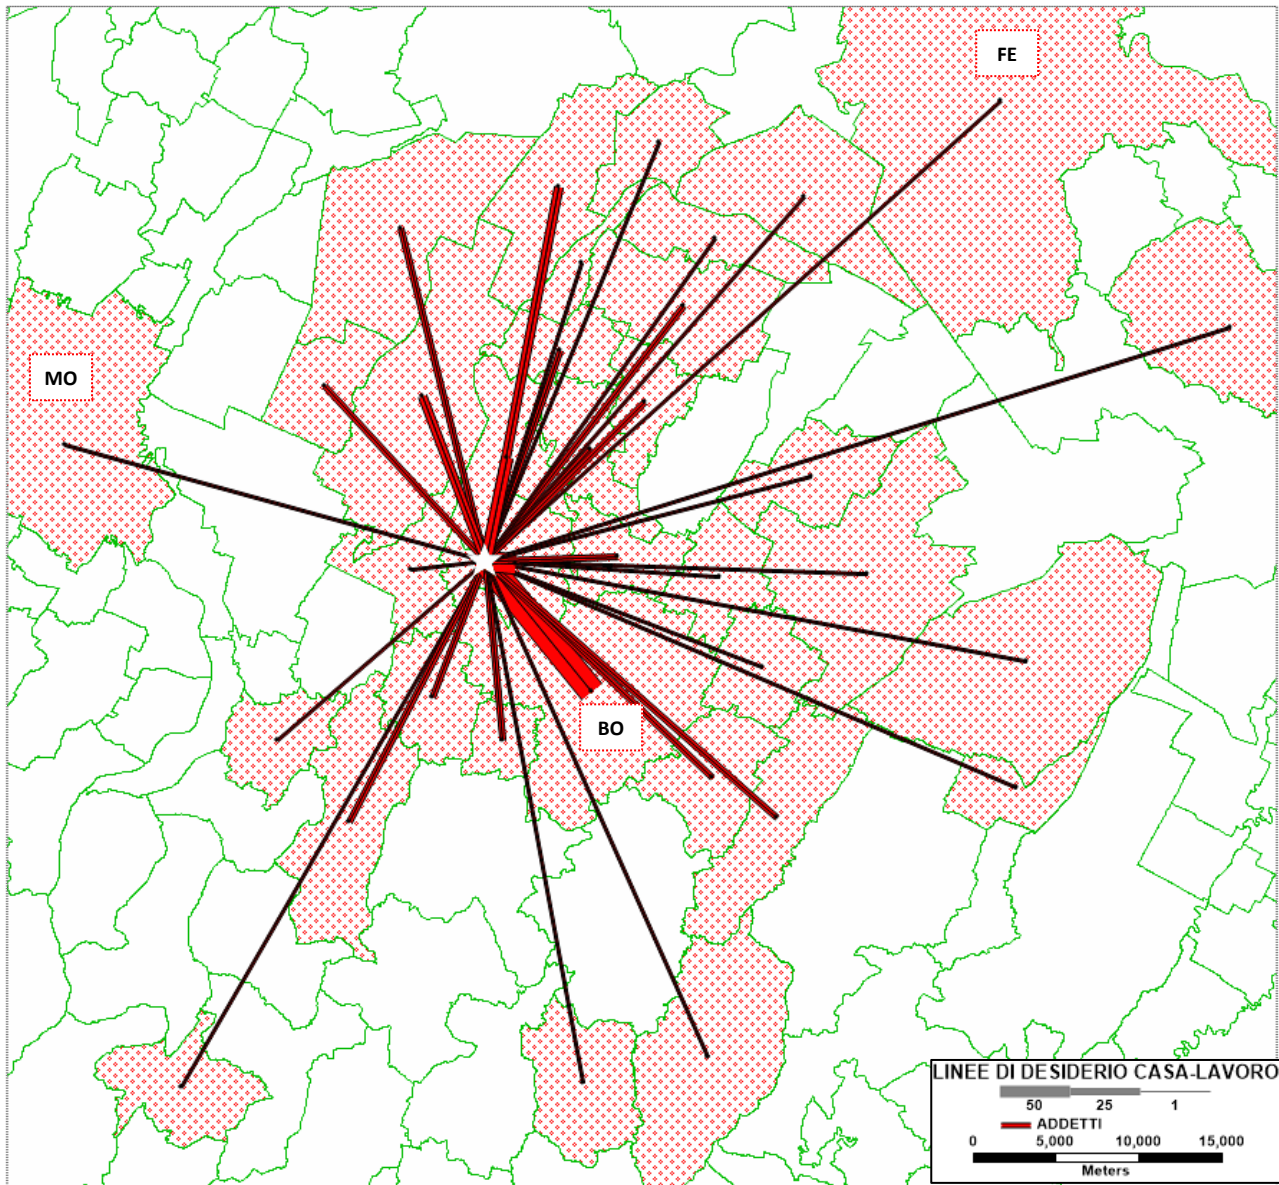 FE
MO
BO
LINEE DI DESIDERIO CASA-LAVORO
50 25 1
ADDETTI
0 5,000 10,000 15,000
Meters